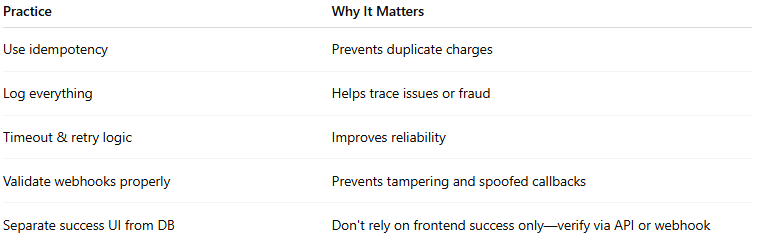 Practice Why It Matters
Use idempotency Prevents duplicate charges
Log everything Helps trace issues or fraud
Timeout & retry logic Improves reliability
Validate webhooks properly Prevents tampering and spoofed callbacks
Separate success UI from DB Don't rely on frontend success only—verify via API or webhook